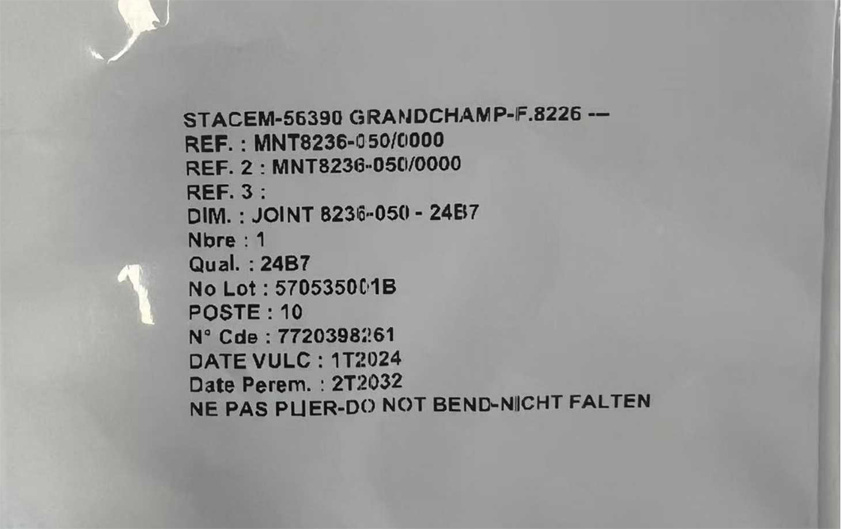 STACEM-56390 GRANDCHAMP-F.8226 ---
REF. : MNT8236-050/0000
REF. 2 : MNT8236-050/0000
REF. 3 :
DIM. : JOINT 8236-050 - 24B7
Nbre : 1
Qual. : 24B7
No Lot : 570535001B
POSTE : 10
N° Cde : 7720398261
DATE VULC : 1T2024
Date Perem. : 2T2032
NE PAS PLIER-DO NOT BEND-NICHT FALTEN